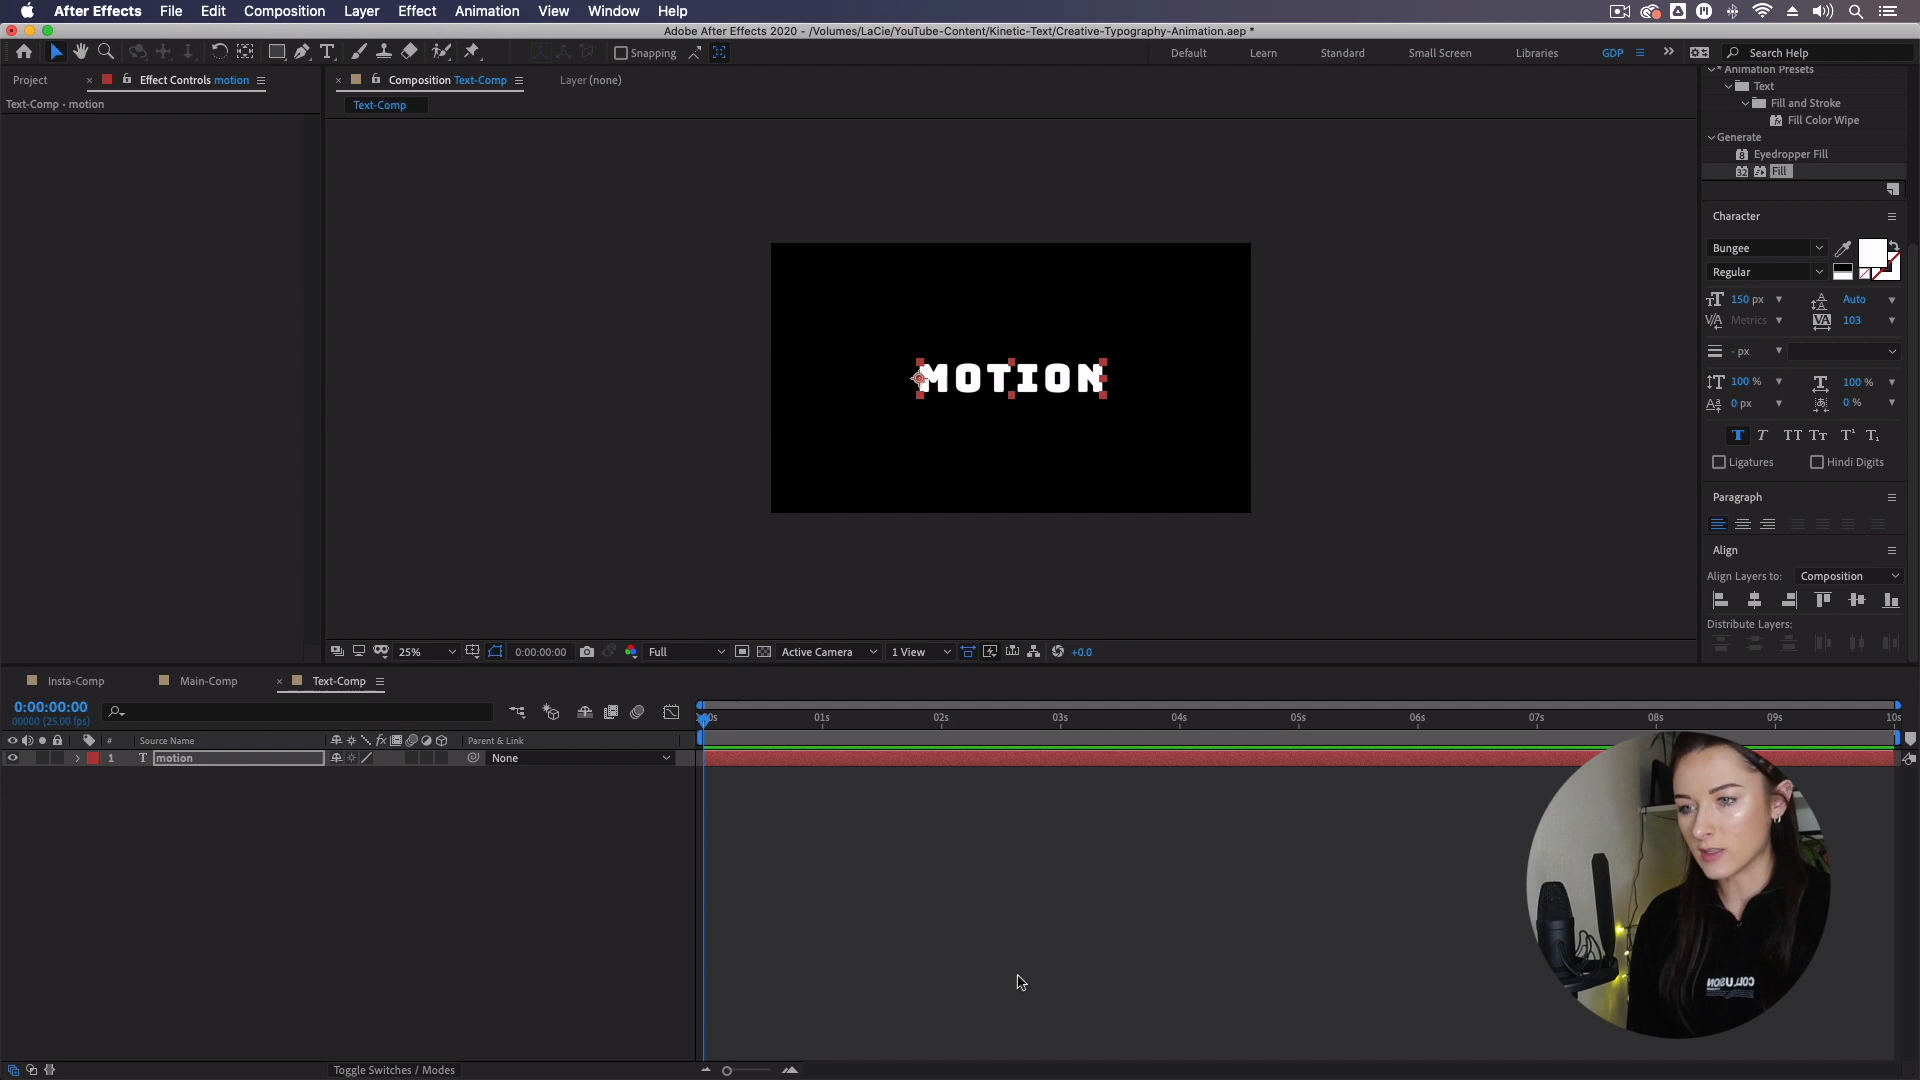 After Effects File Edit Composition Layer Effect Animation View Window Help
Adobe After Effects 2020 - /Volumes/LaCie/YouTube-Content/Kinetic-Text/Creative-Typography-Animation.aep *
Snapping Default Learn Standard Small Screen Libraries GDP Search Help
Project Effect Controls motion Composition Text-Comp Layer (none)
Text-Comp • motion
Text-Comp
* Animation Presets
Text
Fill and Stroke
Fill Color Wipe
Generate
Eyedropper Fill
Fill
Character
Bungee
Regular
150 px Auto
Metrics 103
- px
100 % 100 %
0 px 0 %
Ligatures Hindi Digits
Paragraph
Align
Align Layers to: Composition
Distribute Layers:
MOTION
25% 0:00:00:00 Full Active Camera 1 View +0.0
Insta-Comp Main-Comp Text-Comp
0:00:00:00
00000 (25.00 fps)
01s 02s 03s 04s 05s 06s 07s 08s 09s 10s
# Source Name Parent & Link
1 motion None
Toggle Switches / Modes